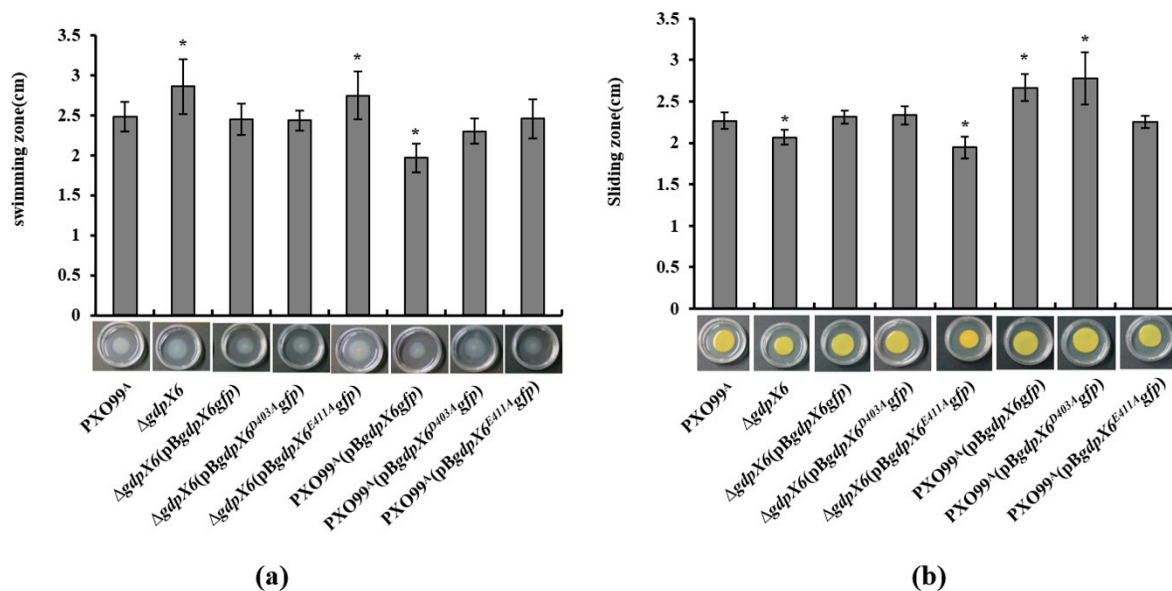 3.5
3
2.5
2
1.5
1
0.5
0
swimming zone(cm)
* * *
PXO99ᴬ
ΔgdpX6
ΔgdpX6(pBgdpX6gfp)
ΔgdpX6(pBgdpX6ᴰ⁴⁰³ᴬgfp)
ΔgdpX6(pBgdpX6ᴱ⁴¹¹ᴬgfp)
PXO99ᴬ(pBgdpX6gfp)
PXO99ᴬ(pBgdpX6ᴰ⁴⁰³ᴬgfp)
PXO99ᴬ(pBgdpX6ᴱ⁴¹¹ᴬgfp)
(a)
3.5
3
2.5
2
1.5
1
0.5
0
Sliding zone(cm)
* * * *
PXO99ᴬ
ΔgdpX6
ΔgdpX6(pBgdpX6gfp)
ΔgdpX6(pBgdpX6ᴰ⁴⁰³ᴬgfp)
ΔgdpX6(pBgdpX6ᴱ⁴¹¹ᴬgfp)
PXO99ᴬ(pBgdpX6gfp)
PXO99ᴬ(pBgdpX6ᴰ⁴⁰³ᴬgfp)
PXO99ᴬ(pBgdpX6ᴱ⁴¹¹ᴬgfp)
(b)